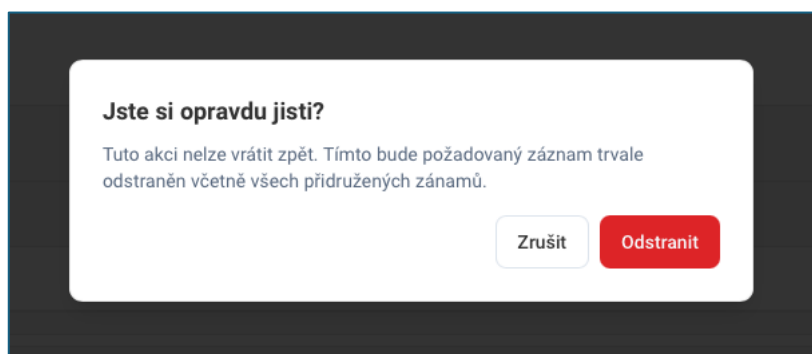 Jste si opravdu jisti?
Tuto akci nelze vrátit zpět. Tímto bude požadovaný záznam trvale
odstraněn včetně všech přidružených zánamů.
Zrušit
Odstranit